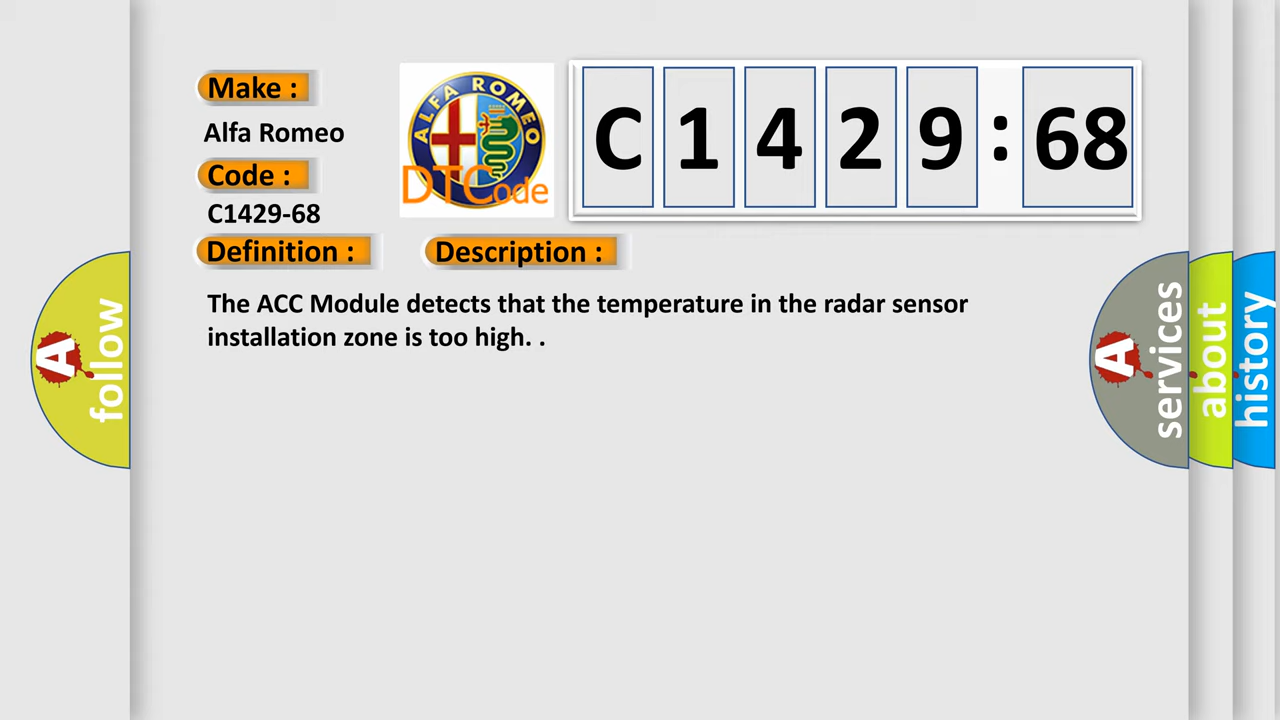 Make :
Alfa Romeo
Code :
C1429-68
ALFA ROMEO
DTCode
C1429:68
Definition :
Description :
The ACC Module detects that the temperature in the radar sensor
installation zone is too high. .
A
follow
A
services
about
history